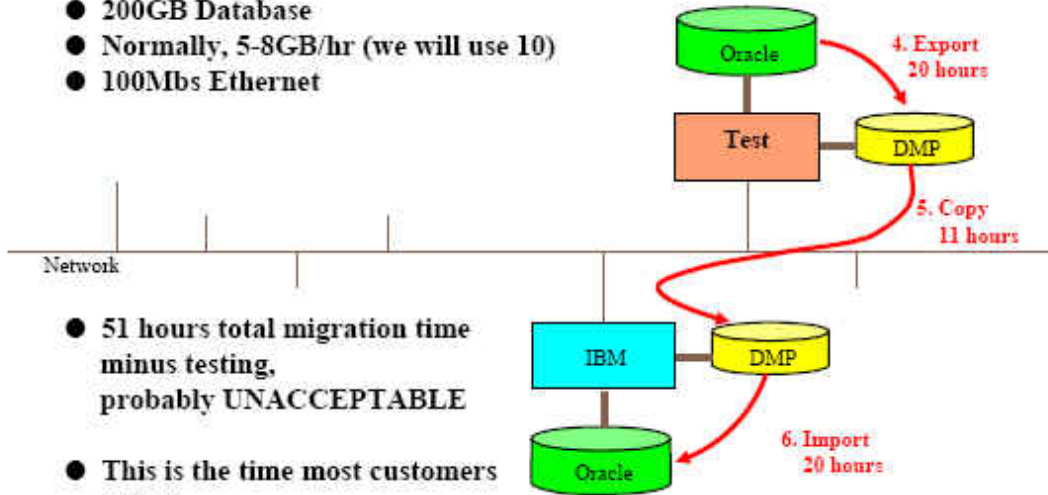 ● 200GB Database
● Normally, 5-8GB/hr (we will use 10)
● 100Mbs Ethernet
Oracle
4. Export
20 hours
Test
DMP
5. Copy
11 hours
Network
● 51 hours total migration time
minus testing,
probably UNACCEPTABLE
IBM
DMP
6. Import
20 hours
Oracle
● This is the time most customers